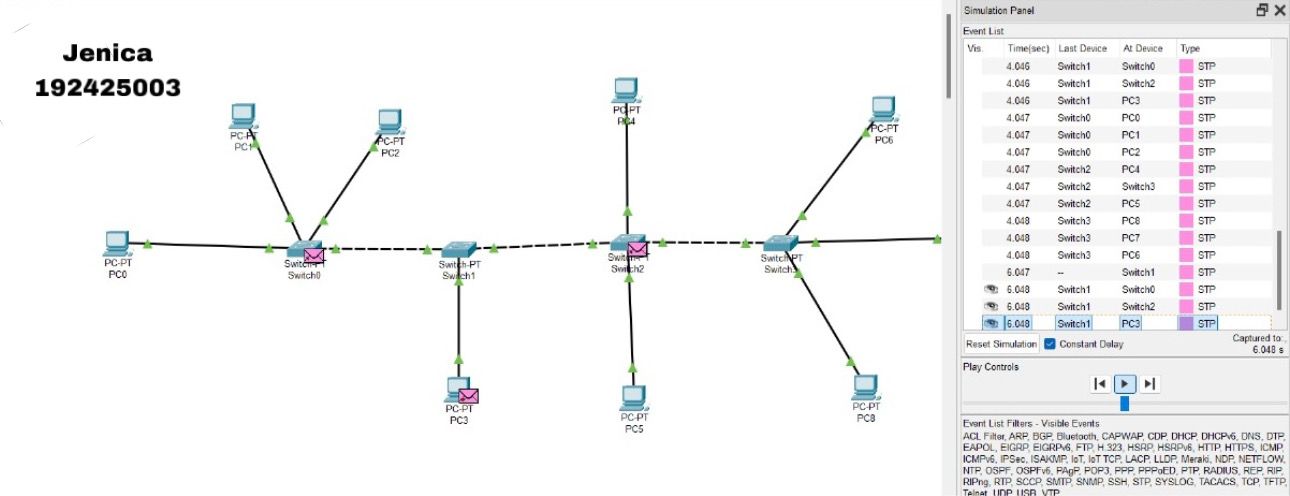 Jenica
192425003
PC-PT
PC1
PC-PT
PC2
PC-PT
PC4
PC-PT
PC6
PC-PT
PC0
Switch-PT
Switch0
Switch-PT
Switch1
Switch-PT
Switch2
Switch-PT
PC-PT
PC3
PC-PT
PC5
PC-PT
PC8
Simulation Panel
Event List
Vis. Time(sec) Last Device At Device Type
4.046 Switch1 Switch0 STP
4.046 Switch1 Switch2 STP
4.046 Switch1 PC3 STP
4.047 Switch0 PC0 STP
4.047 Switch0 PC1 STP
4.047 Switch0 PC2 STP
4.047 Switch2 PC4 STP
4.047 Switch2 Switch3 STP
4.047 Switch2 PC5 STP
4.048 Switch3 PC8 STP
4.048 Switch3 PC7 STP
4.048 Switch3 PC6 STP
6.047 -- Switch1 STP
6.048 Switch1 Switch0 STP
6.048 Switch1 Switch2 STP
6.048 Switch1 PC3 STP
Reset Simulation Constant Delay Captured to:
6.048 s
Play Controls
Event List Filters - Visible Events
ACL Filter, ARP, BGP, Bluetooth, CAPWAP, CDP, DHCP, DHCPv6, DNS, DTP,
EAPOL, EIGRP, EIGRPv6, FTP, H.323, HSRP, HSRPv6, HTTP, HTTPS, ICMP,
ICMPv6, IPSec, ISAKMP, IoT, IoT TCP, LACP, LLDP, Meraki, NDP, NETFLOW,
NTP, OSPF, OSPFv6, PAgP, POP3, PPP, PPPoED, PTP, RADIUS, REP, RIP,
RIPng, RTP, SCCP, SMTP, SNMP, SSH, STP, SYSLOG, TACACS, TCP, TFTP,
Telnet, UDP, USB, VTP